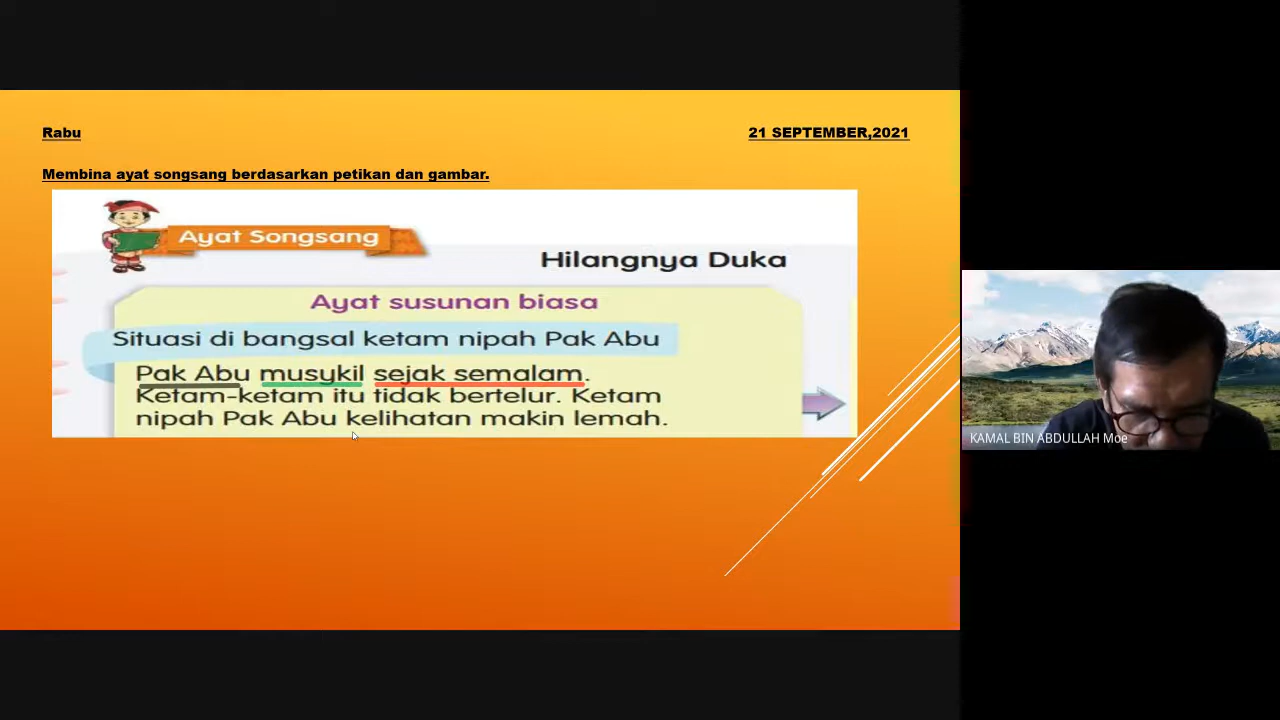 Rabu
21 SEPTEMBER,2021
Membina ayat songsang berdasarkan petikan dan gambar.
Ayat Songsang
Hilangnya Duka
Ayat susunan biasa
Situasi di bangsal ketam nipah Pak Abu
Pak Abu musykil sejak semalam.
Ketam-ketam itu tidak bertelur. Ketam
nipah Pak Abu kelihatan makin lemah.
KAMAL BIN ABDULLAH Moe